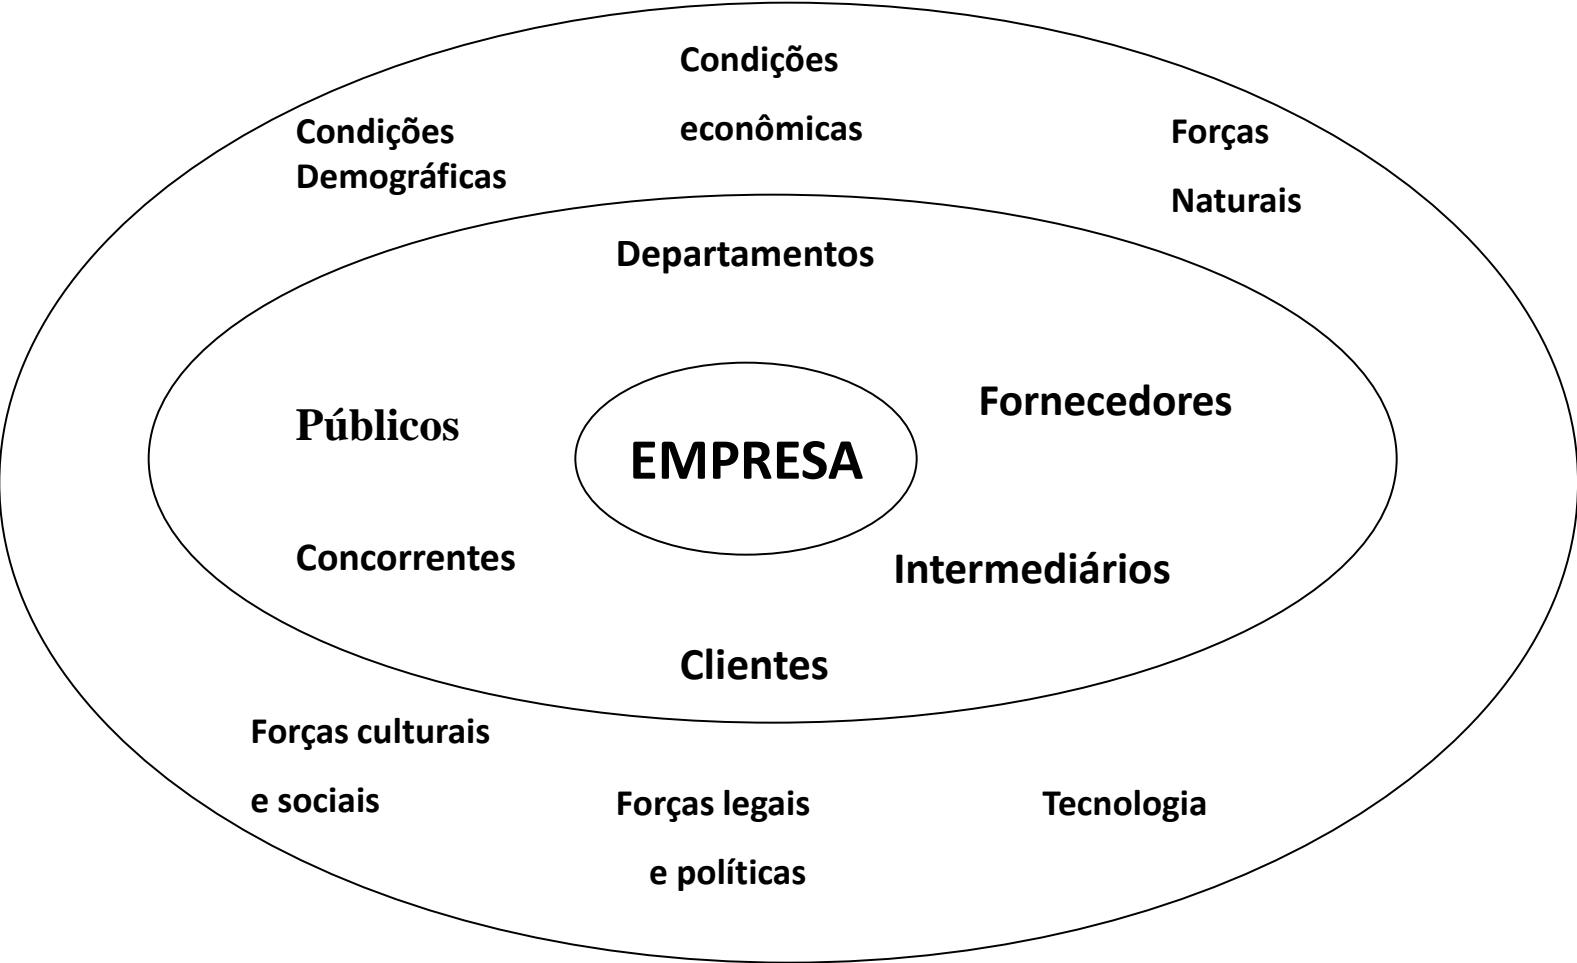 Condições
econômicas
Condições
Demográficas
Forças
Naturais
Departamentos
Públicos
Fornecedores
EMPRESA
Concorrentes
Intermediários
Clientes
Forças culturais
e sociais
Forças legais
e políticas
Tecnologia